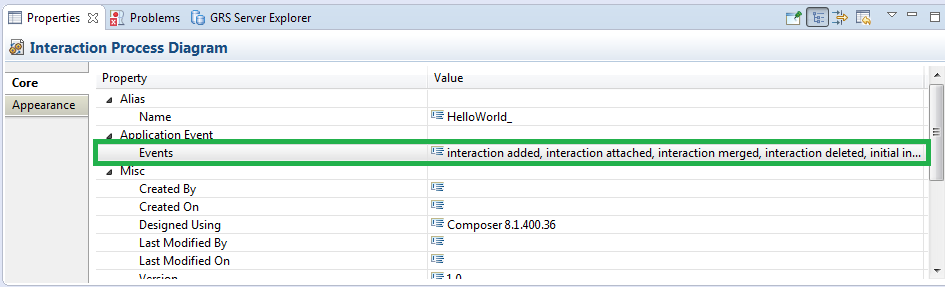 Properties Problems GRS Server Explorer
Interaction Process Diagram
Core
Appearance
Property Value
Alias
Name HelloWorld_
Application Event
Events interaction added, interaction attached, interaction merged, interaction deleted, initial in...
Misc
Created By
Created On
Designed Using Composer 8.1.400.36
Last Modified By
Last Modified On
Version 1.0